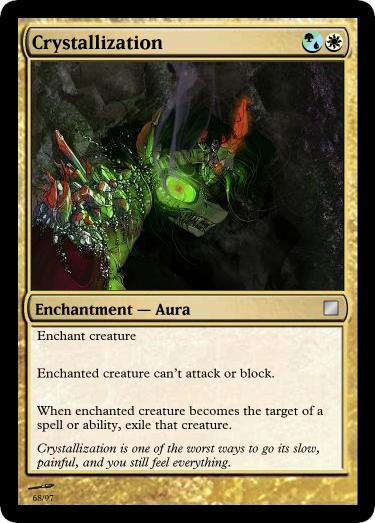 Crystallization
Enchantment — Aura
Enchant creature
Enchanted creature can't attack or block.
When enchanted creature becomes the target of a
spell or ability, exile that creature.
Crystallization is one of the worst ways to go its slow,
painful, and you still feel everything.
68/97